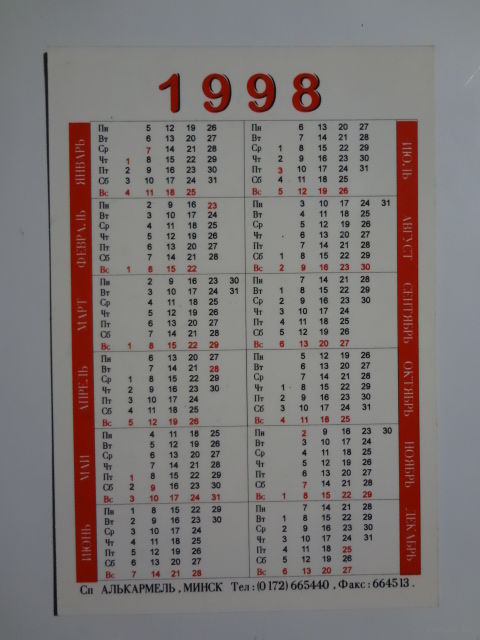 1998
ЯНВАРЬ
Пн 5 12 19 26
Вт 6 13 20 27
Ср 7 14 21 28
Чт 1 8 15 22 29
Пт 2 9 16 23 30
Сб 3 10 17 24 31
Вс 4 11 18 25
ФЕВРАЛЬ
Пн 2 9 16 23
Вт 3 10 17 24
Ср 4 11 18 25
Чт 5 12 19 26
Пт 6 13 20 27
Сб 7 14 21 28
Вс 1 8 15 22
МАРТ
Пн 2 9 16 23 30
Вт 3 10 17 24 31
Ср 4 11 18 25
Чт 5 12 19 26
Пт 6 13 20 27
Сб 7 14 21 28
Вс 1 8 15 22 29
АПРЕЛЬ
Пн 6 13 20 27
Вт 7 14 21 28
Ср 1 8 15 22 29
Чт 2 9 16 23 30
Пт 3 10 17 24
Сб 4 11 18 25
Вс 5 12 19 26
МАЙ
Пн 4 11 18 25
Вт 5 12 19 26
Ср 6 13 20 27
Чт 7 14 21 28
Пт 1 8 15 22 29
Сб 2 9 16 23 30
Вс 3 10 17 24 31
ИЮНЬ
Пн 1 8 15 22 29
Вт 2 9 16 23 30
Ср 3 10 17 24
Чт 4 11 18 25
Пт 5 12 19 26
Сб 6 13 20 27
Вс 7 14 21 28
ИЮЛЬ
Пн 6 13 20 27
Вт 7 14 21 28
Ср 1 8 15 22 29
Чт 2 9 16 23 30
Пт 3 10 17 24 31
Сб 4 11 18 25
Вс 5 12 19 26
АВГУСТ
Пн 3 10 17 24 31
Вт 4 11 18 25
Ср 5 12 19 26
Чт 6 13 20 27
Пт 7 14 21 28
Сб 1 8 15 22 29
Вс 2 9 16 23 30
СЕНТЯБРЬ
Пн 7 14 21 28
Вт 1 8 15 22 29
Ср 2 9 16 23 30
Чт 3 10 17 24
Пт 4 11 18 25
Сб 5 12 19 26
Вс 6 13 20 27
ОКТЯБРЬ
Пн 5 12 19 26
Вт 6 13 20 27
Ср 7 14 21 28
Чт 1 8 15 22 29
Пт 2 9 16 23 30
Сб 3 10 17 24 31
Вс 4 11 18 25
НОЯБРЬ
Пн 2 9 16 23 30
Вт 3 10 17 24
Ср 4 11 18 25
Чт 5 12 19 26
Пт 6 13 20 27
Сб 7 14 21 28
Вс 1 8 15 22 29
ДЕКАБРЬ
Пн 7 14 21 28
Вт 1 8 15 22 29
Ср 2 9 16 23 30
Чт 3 10 17 24 31
Пт 4 11 18 25
Сб 5 12 19 26
Вс 6 13 20 27
Сп АЛЬКАРМЕЛЬ, МИНСК Тел:(0172)665440, Факс:664513.